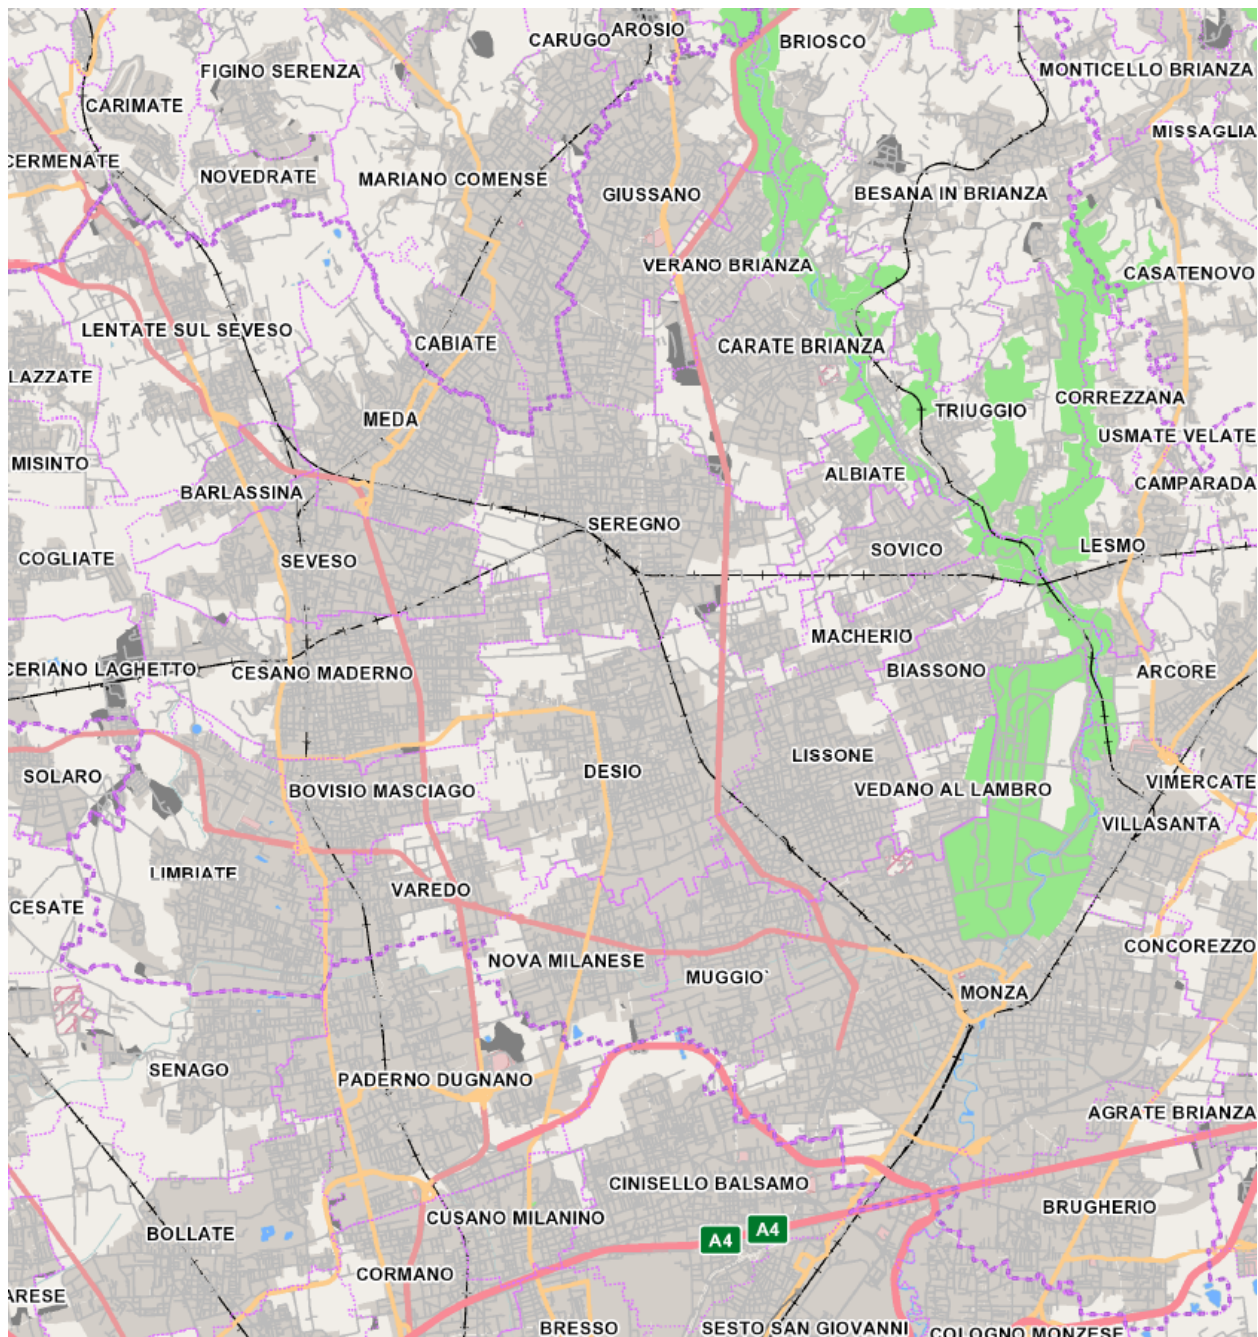 CARUGO
AROSIO
BRIOSCO
FIGINO SERENZA
MONTICELLO BRIANZA
CARIMATE
MISSAGLIA
CERMENATE
NOVEDRATE
MARIANO COMENSE
GIUSSANO
BESANA IN BRIANZA
VERANO BRIANZA
CASATENOVO
LENTATE SUL SEVESO
CABIATE
CARATE BRIANZA
LAZZATE
CORREZZANA
MEDA
TRIUGGIO
USMATE VELATE
MISINTO
BARLASSINA
ALBIATE
CAMPARADA
SEREGNO
COGLIATE
SEVESO
SOVICO
LESMO
MACHERIO
CERIANO LAGHETTO
CESANO MADERNO
BIASSONO
ARCORE
LISSONE
SOLARO
DESIO
BOVISIO MASCIAGO
VEDANO AL LAMBRO
VIMERCATE
VILLASANTA
LIMBIATE
VAREDO
CESATE
CONCOREZZO
NOVA MILANESE
MUGGIO`
MONZA
SENAGO
PADERNO DUGNANO
AGRATE BRIANZA
CINISELLO BALSAMO
BRUGHERIO
CUSANO MILANINO
BOLLATE
A4
A4
CORMANO
ARESE
BRESSO
SESTO SAN GIOVANNI
COLOGNO MONZESE